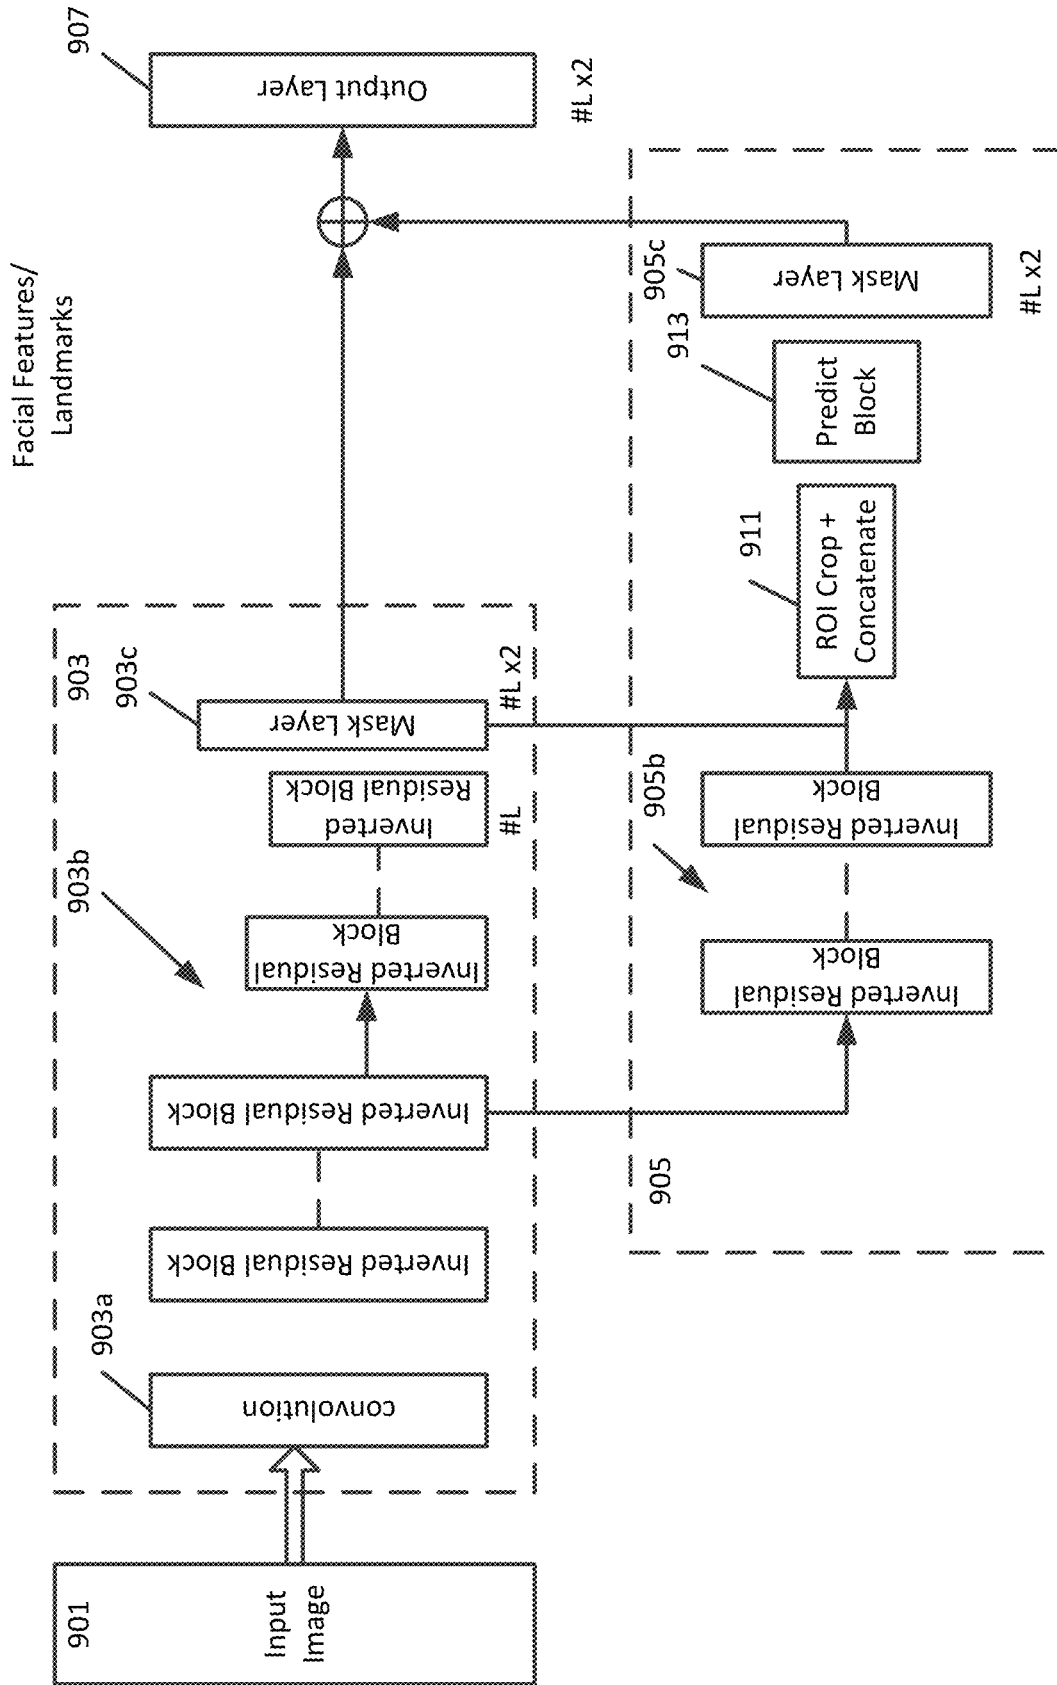 901
Input
Image
903
903a
convolution
Inverted Residual Block
Inverted Residual Block
903b
Inverted Residual
Block
Inverted
Residual Block
#L
903c
Mask Layer
#L x2
Facial Features/
Landmarks
907
Output Layer
#L x2
905
Inverted Residual
Block
905b
Inverted Residual
Block
911
ROI Crop +
Concatenate
913
Predict
Block
905c
Mask Layer
#L x2